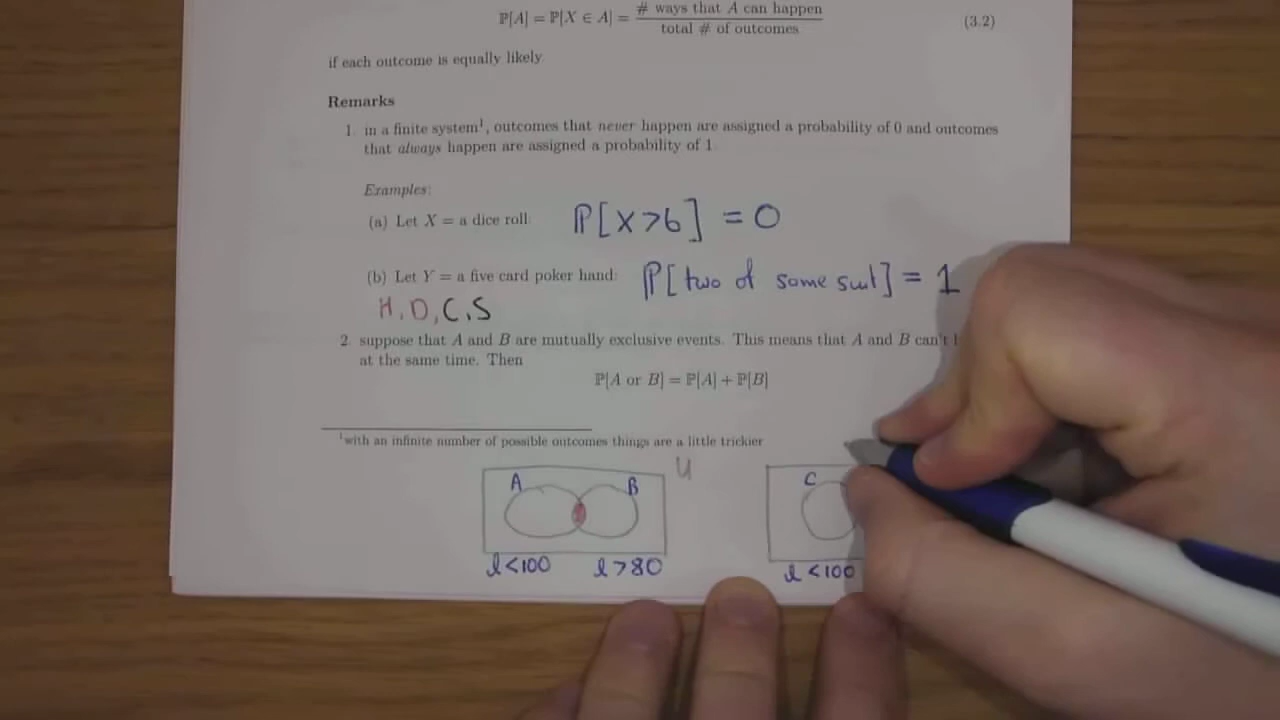 P[A] = P[X ∈ A] = # ways that A can happen / total # of outcomes (3.2)
if each outcome is equally likely.
Remarks
1. in a finite system¹, outcomes that never happen are assigned a probability of 0 and outcomes
that always happen are assigned a probability of 1.
Examples:
(a) Let X = a dice roll: P[X>6] = 0
(b) Let Y = a five card poker hand: P[two of some suit] = 1
H, D, C, S
2. suppose that A and B are mutually exclusive events. This means that A and B can't
at the same time. Then
P[A or B] = P[A] + P[B]
¹with an infinite number of possible outcomes things are a little trickier
U
A B C
l<100 l>80 l<100